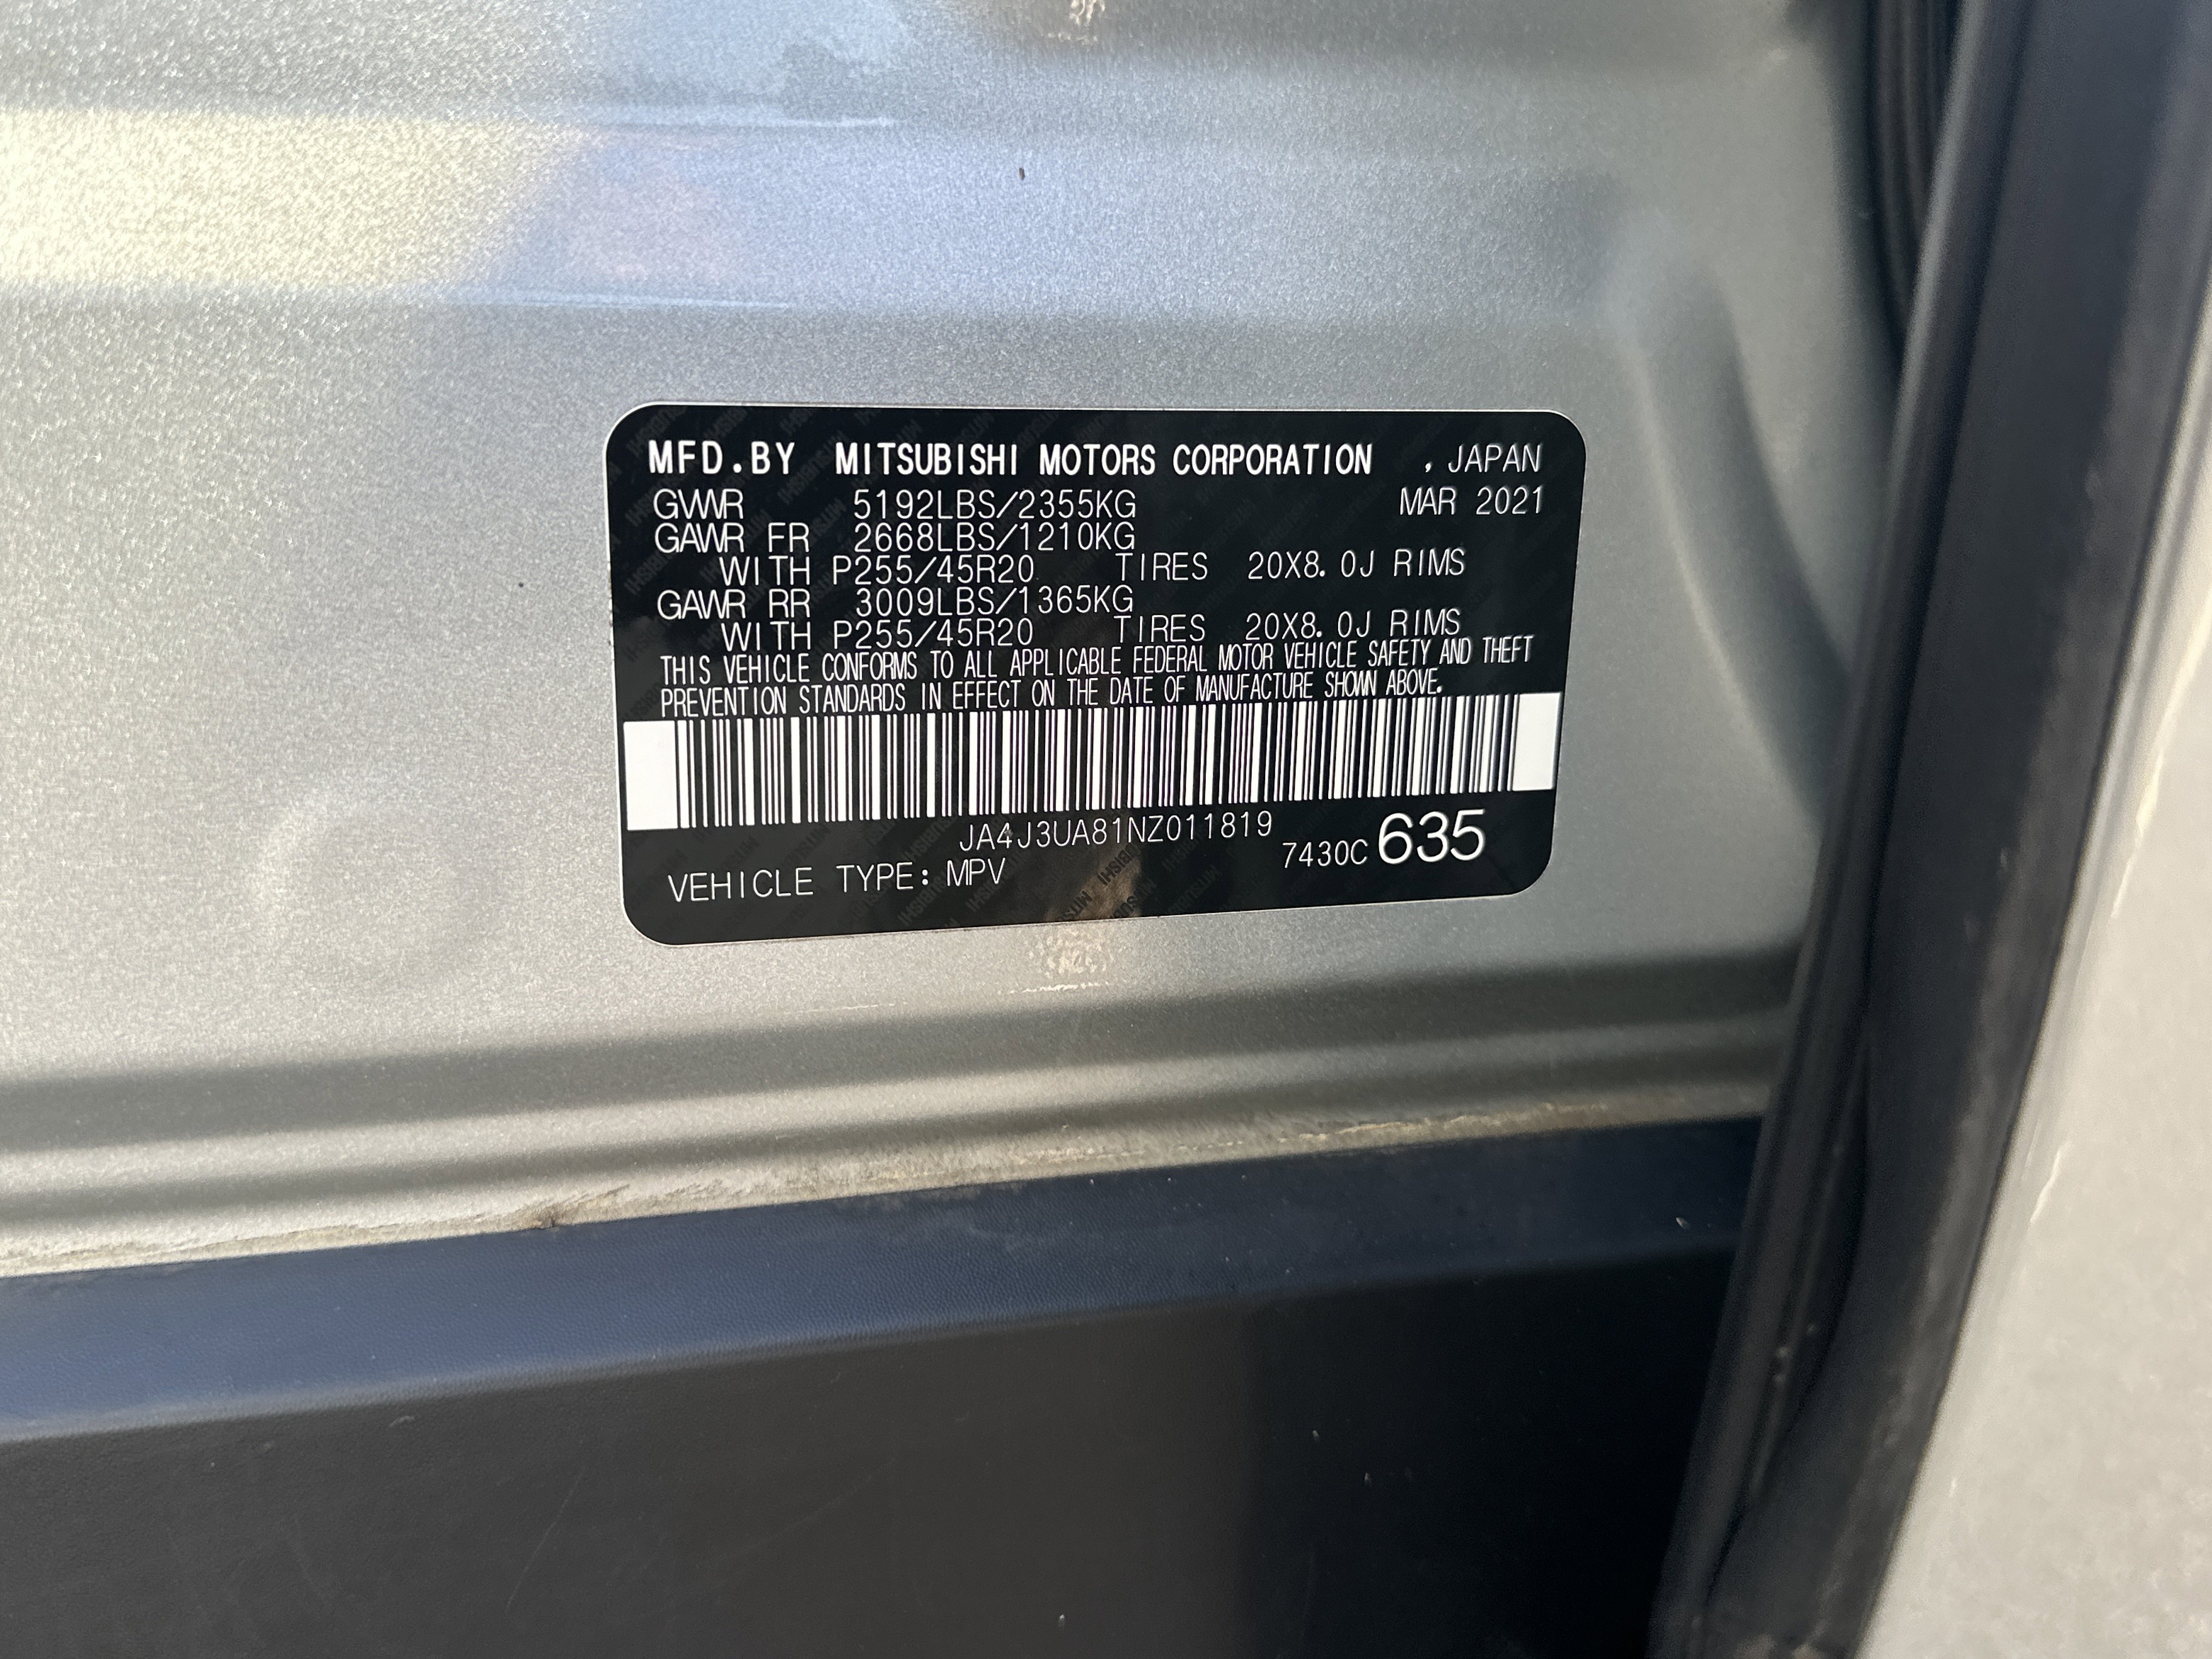 MFD.BY MITSUBISHI MOTORS CORPORATION , JAPAN
GVWR 5192LBS/2355KG MAR 2021
GAWR FR 2668LBS/1210KG
WITH P255/45R20 TIRES 20X8.0J RIMS
GAWR RR 3009LBS/1365KG
WITH P255/45R20 TIRES 20X8.0J RIMS
THIS VEHICLE CONFORMS TO ALL APPLICABLE FEDERAL MOTOR VEHICLE SAFETY AND THEFT
PREVENTION STANDARDS IN EFFECT ON THE DATE OF MANUFACTURE SHOWN ABOVE.
JA4J3UA81NZ011819
7430C 635
VEHICLE TYPE: MPV